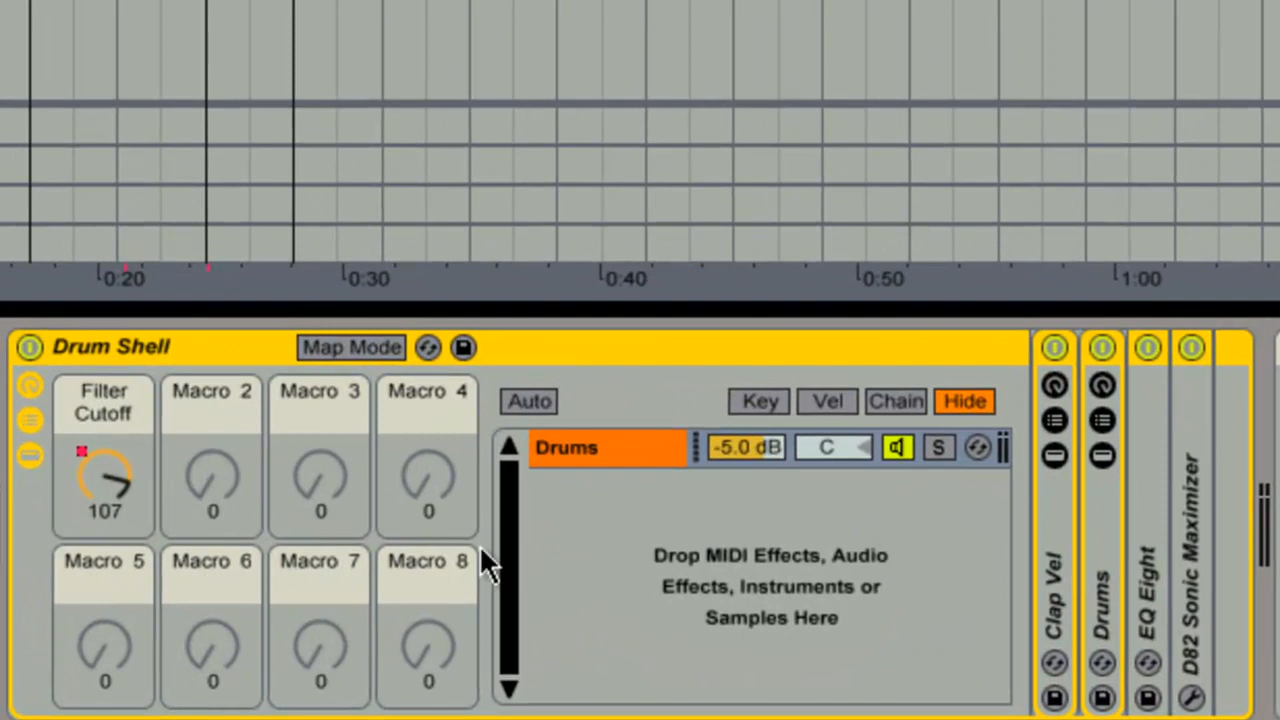 0:20 0:30 0:40 0:50 1:00
Drum Shell Map Mode
Filter Cutoff Macro 2 Macro 3 Macro 4
107 0 0 0
Macro 5 Macro 6 Macro 7 Macro 8
0 0 0 0
Auto Key Vel Chain Hide
Drums -5.0 dB C S
Drop MIDI Effects, Audio
Effects, Instruments or
Samples Here
Clap Vel
Drums
EQ Eight
D82 Sonic Maximizer